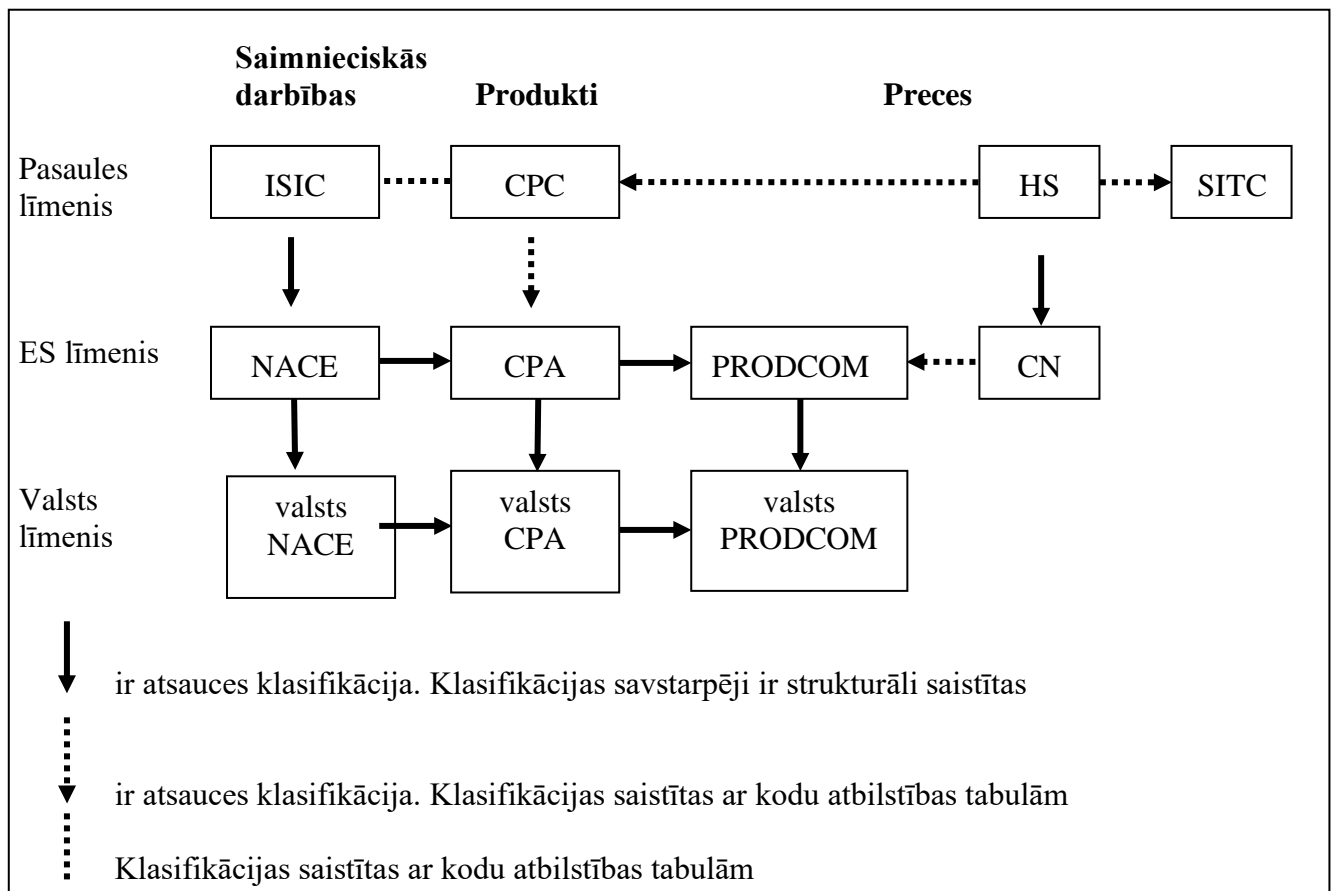 Saimnieciskās
darbības
Produkti
Preces
Pasaules
līmenis
ISIC
CPC
HS
SITC
ES līmenis
NACE
CPA
PRODCOM
CN
Valsts
līmenis
valsts
NACE
valsts
CPA
valsts
PRODCOM
ir atsauces klasifikācija. Klasifikācijas savstarpēji ir strukturāli saistītas
ir atsauces klasifikācija. Klasifikācijas saistītas ar kodu atbilstības tabulām
Klasifikācijas saistītas ar kodu atbilstības tabulām